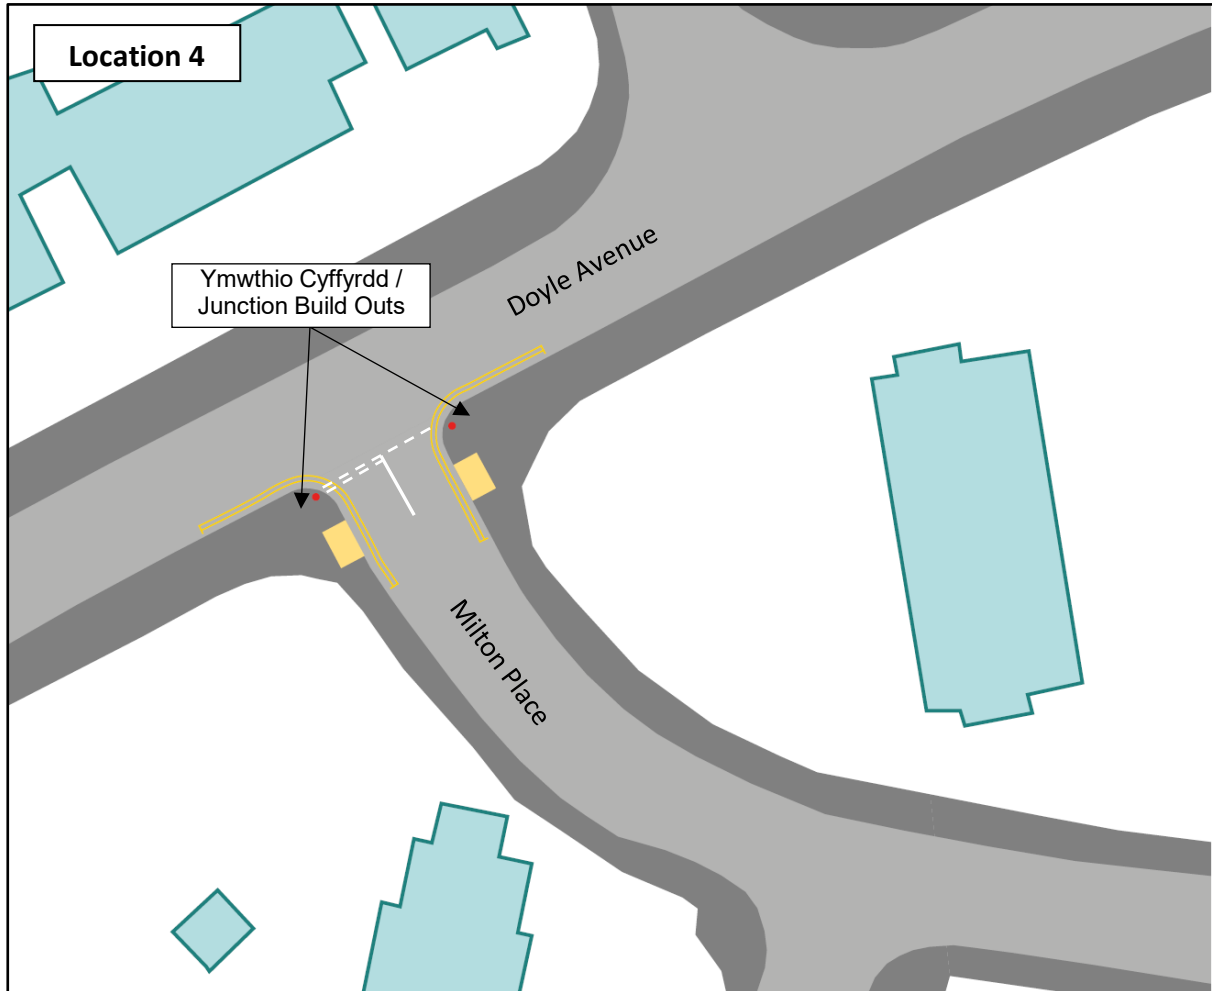 Location 4
Doyle Avenue
Ymwthio Cyffyrdd /
Junction Build Outs
Milton Place